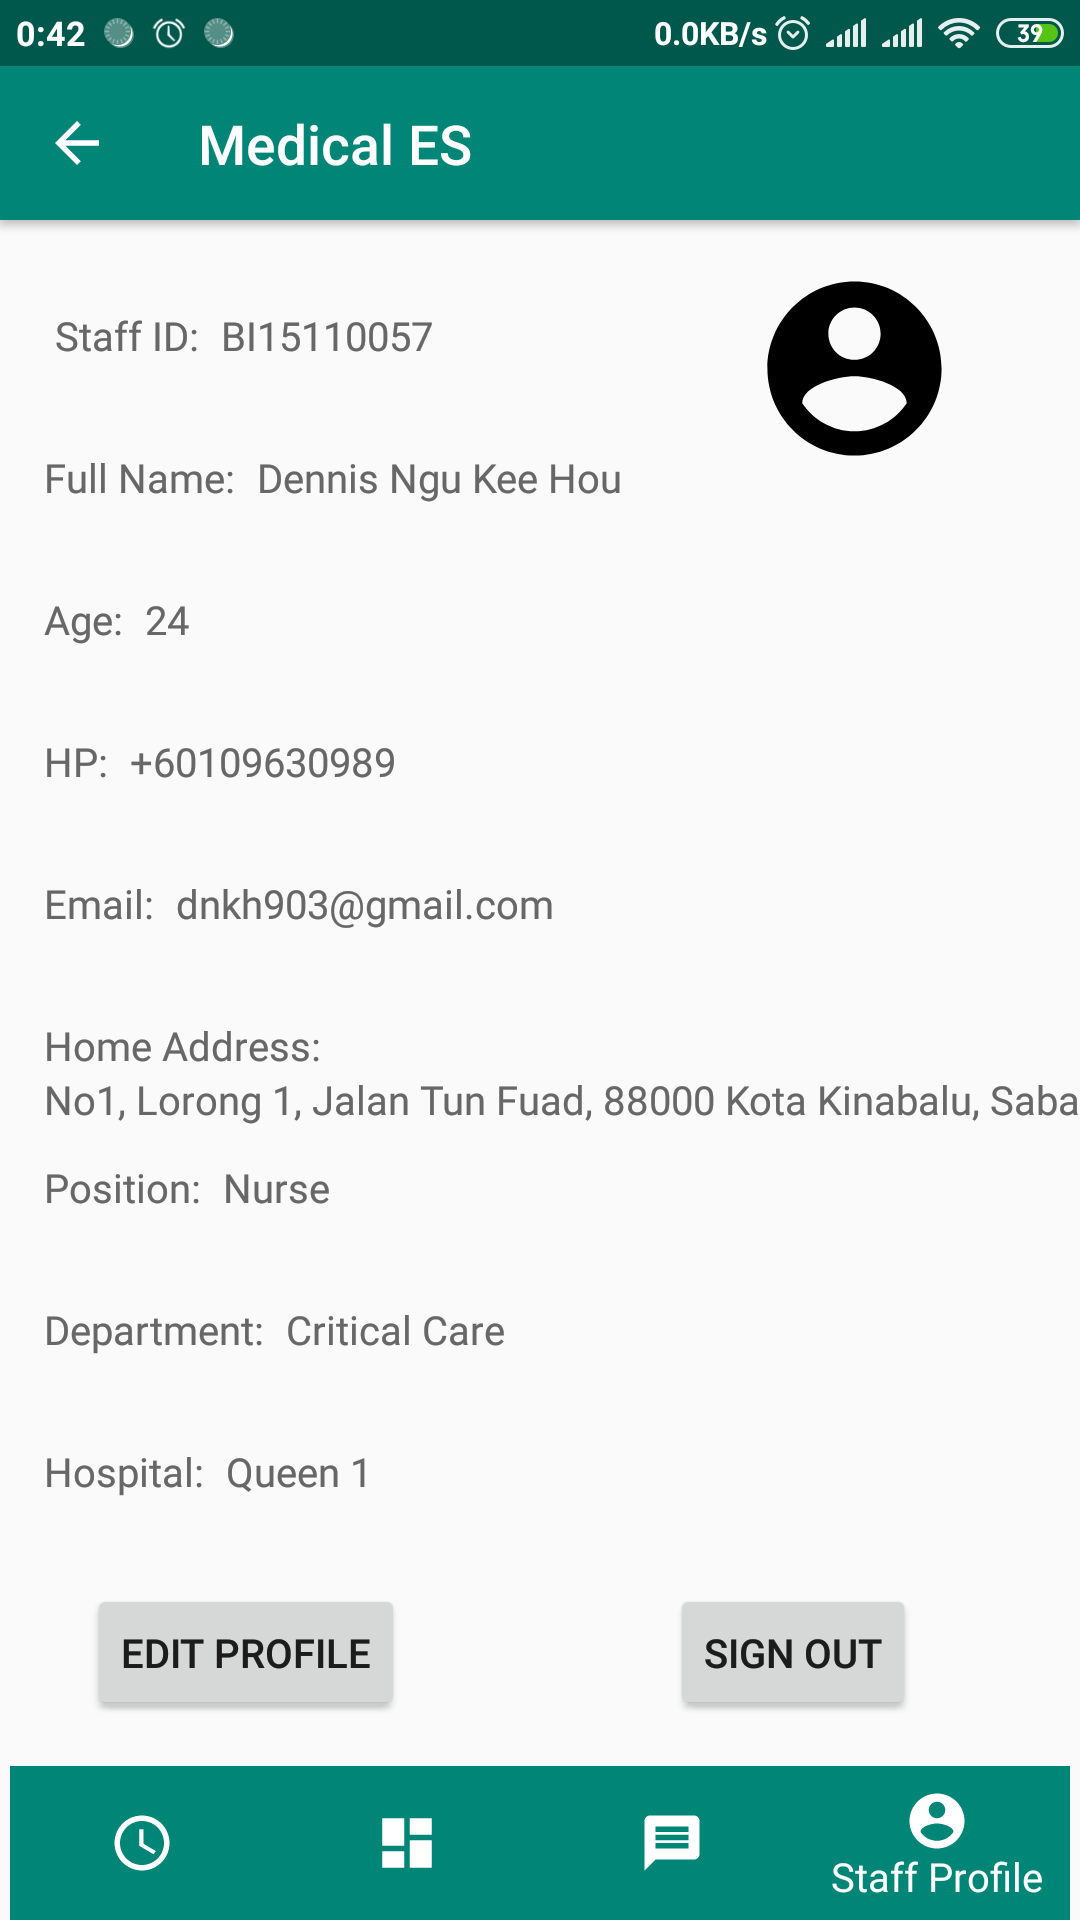 0:42 0.0KB/s 39
Medical ES
Staff ID: BI15110057
Full Name: Dennis Ngu Kee Hou
Age: 24
HP: +60109630989
Email: dnkh903@gmail.com
Home Address:
No1, Lorong 1, Jalan Tun Fuad, 88000 Kota Kinabalu, Saba
Position: Nurse
Department: Critical Care
Hospital: Queen 1
EDIT PROFILE SIGN OUT
Staff Profile